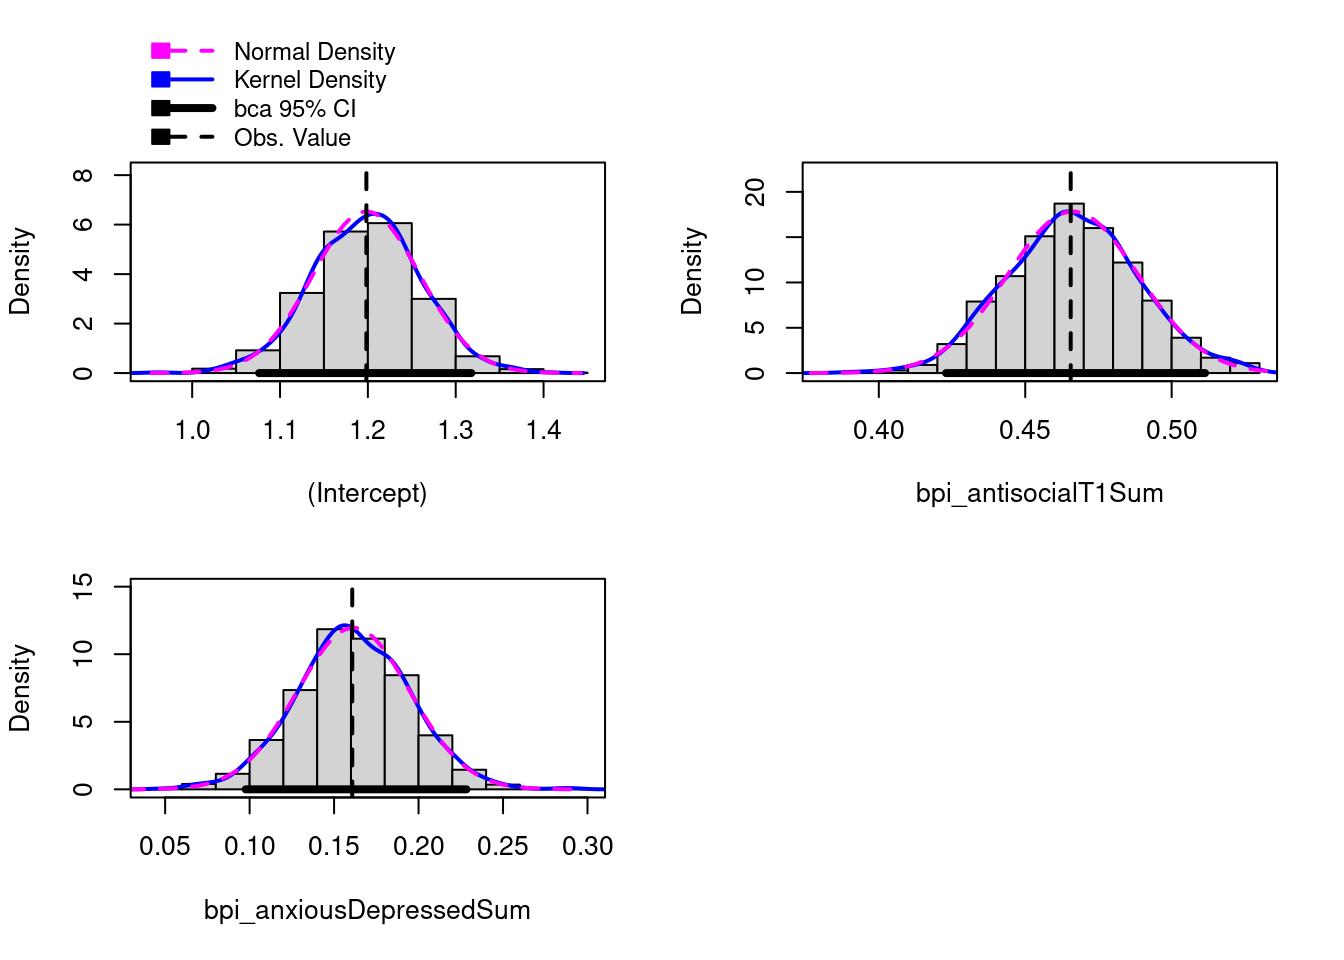 Normal Density
Kernel Density
bca 95% CI
Obs. Value
Density
0 2 4 6 8
1.0 1.1 1.2 1.3 1.4
(Intercept)
Density
0 5 10 20
0.40 0.45 0.50
bpi_antisocialT1Sum
Density
0 5 10 15
0.05 0.10 0.15 0.20 0.25 0.30
bpi_anxiousDepressedSum